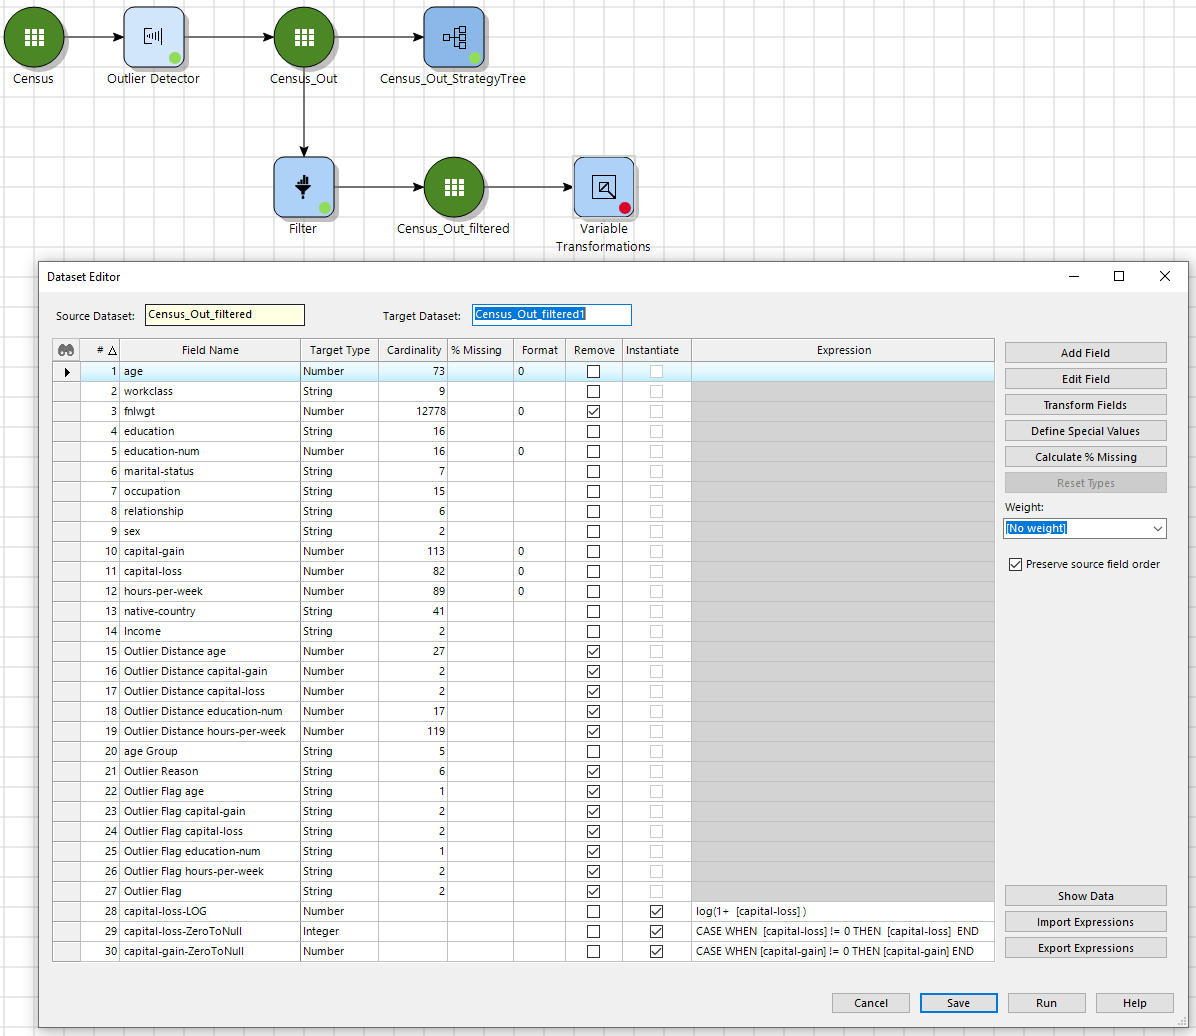 Census
Outlier Detector
Census_Out
Census_Out_StrategyTree
Filter
Census_Out_filtered
Variable
Transformations
Dataset Editor
Source Dataset: Census_Out_filtered Target Dataset: Census_Out_filtered1
# Field Name Target Type Cardinality % Missing Format Remove Instantiate Expression
1 age Number 73 0
2 workclass String 9
3 fnlwgt Number 12778 0
4 education String 16
5 education-num Number 16 0
6 marital-status String 7
7 occupation String 15
8 relationship String 6
9 sex String 2
10 capital-gain Number 113 0
11 capital-loss Number 82 0
12 hours-per-week Number 89 0
13 native-country String 41
14 Income String 2
15 Outlier Distance age Number 27
16 Outlier Distance capital-gain Number 2
17 Outlier Distance capital-loss Number 2
18 Outlier Distance education-num Number 17
19 Outlier Distance hours-per-week Number 119
20 age Group String 5
21 Outlier Reason String 6
22 Outlier Flag age String 1
23 Outlier Flag capital-gain String 2
24 Outlier Flag capital-loss String 2
25 Outlier Flag education-num String 1
26 Outlier Flag hours-per-week String 2
27 Outlier Flag String 2
28 capital-loss-LOG Number log(1+ [capital-loss] )
29 capital-loss-ZeroToNull Integer CASE WHEN [capital-loss] != 0 THEN [capital-loss] END
30 capital-gain-ZeroToNull Number CASE WHEN [capital-gain] != 0 THEN [capital-gain] END
Add Field
Edit Field
Transform Fields
Define Special Values
Calculate % Missing
Reset Types
Weight:
[No weight]
Preserve source field order
Show Data
Import Expressions
Export Expressions
Cancel Save Run Help